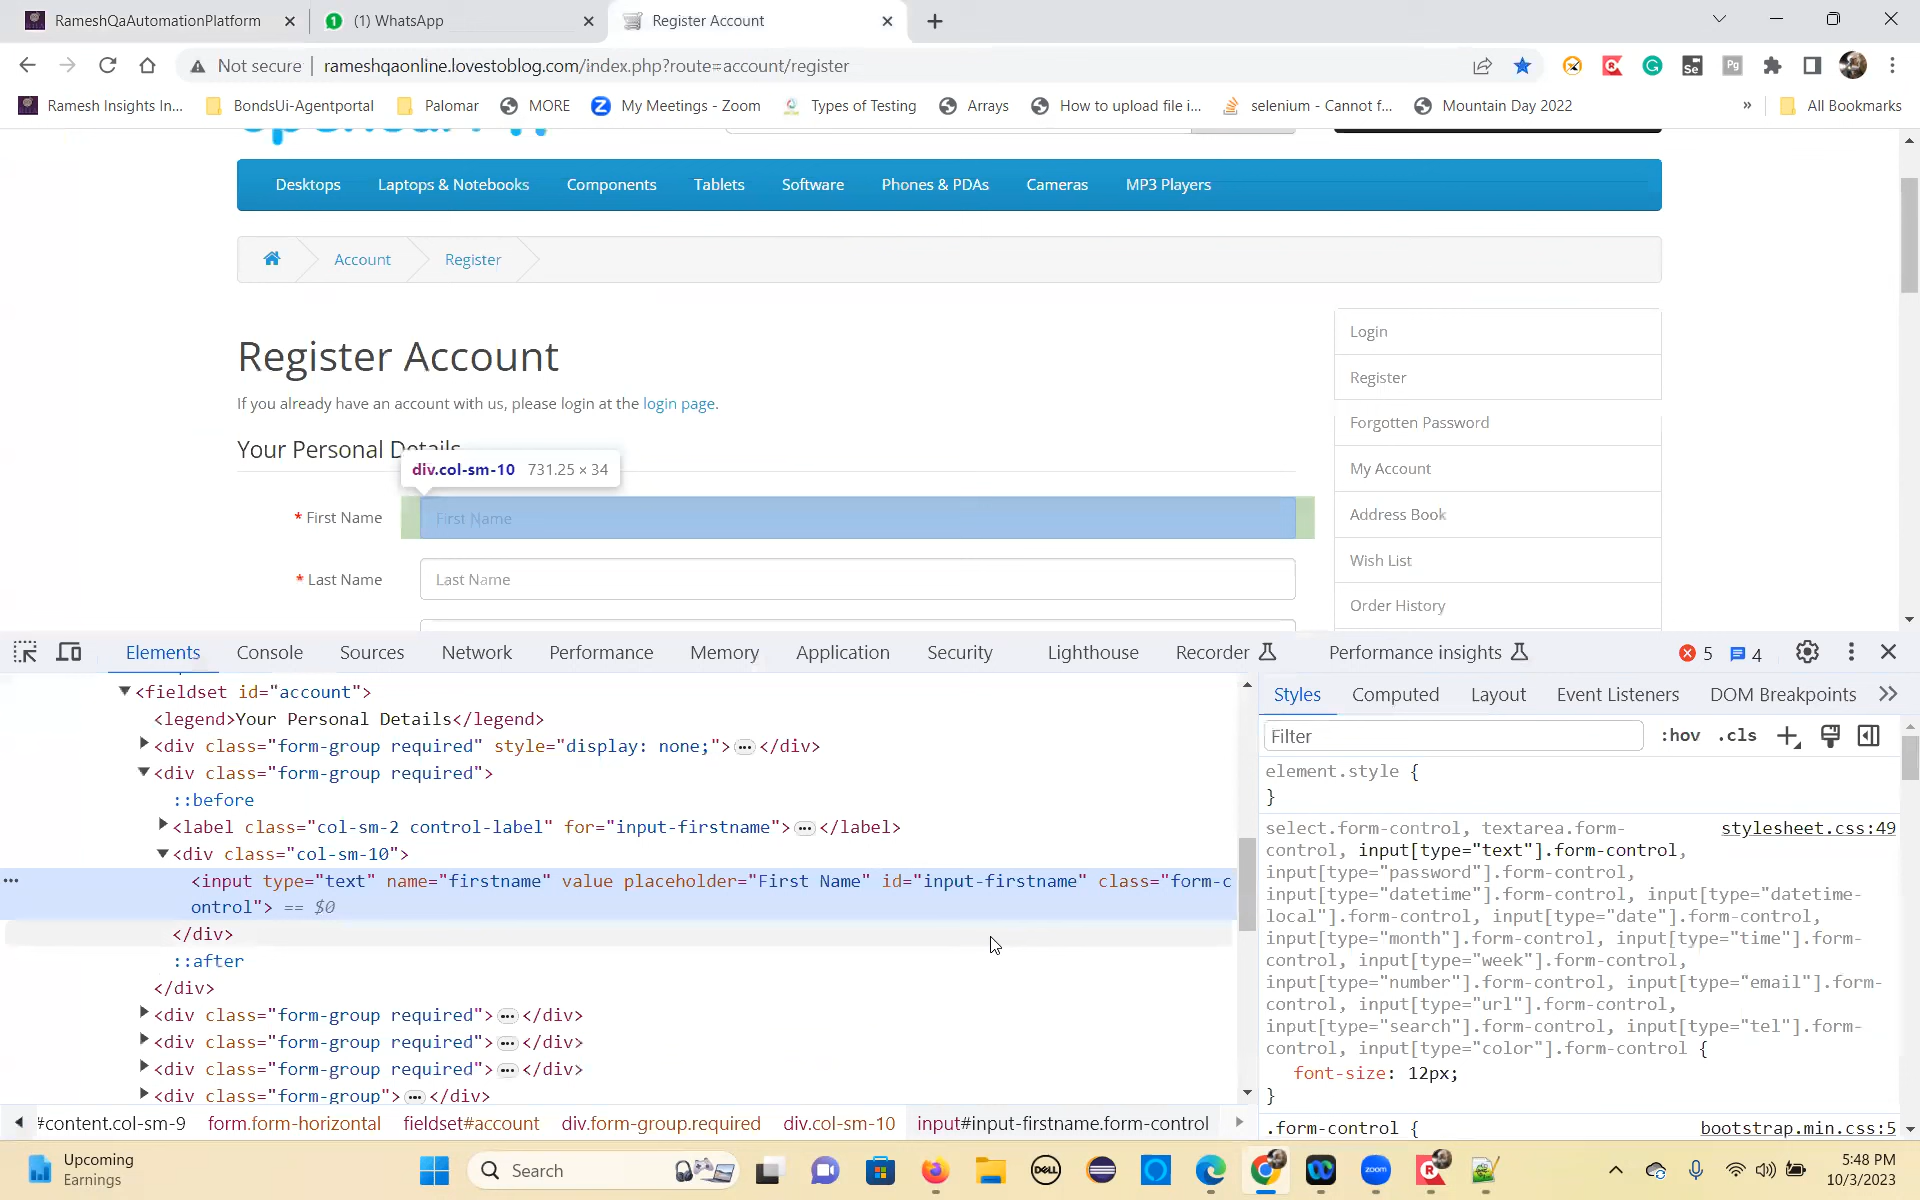 RameshQaAutomationPlatform
(1) WhatsApp
Register Account
Not secure | rameshqaonline.lovestoblog.com/index.php?route=account/register
Ramesh Insights In... BondsUi-Agentportal Palomar MORE My Meetings - Zoom Types of Testing Arrays How to upload file i... selenium - Cannot f... Mountain Day 2022 » All Bookmarks
Desktops Laptops & Notebooks Components Tablets Software Phones & PDAs Cameras MP3 Players
Account Register
Register Account
If you already have an account with us, please login at the login page.
Your Personal Details
div.col-sm-10 731.25 × 34
* First Name First Name
* Last Name Last Name
Login
Register
Forgotten Password
My Account
Address Book
Wish List
Order History
Elements Console Sources Network Performance Memory Application Security Lighthouse Recorder Performance insights 5 4
<fieldset id="account">
<legend>Your Personal Details</legend>
<div class="form-group required" style="display: none;">…</div>
<div class="form-group required">
::before
<label class="col-sm-2 control-label" for="input-firstname">…</label>
<div class="col-sm-10">
<input type="text" name="firstname" value placeholder="First Name" id="input-firstname" class="form-c
ontrol"> == $0
</div>
::after
</div>
<div class="form-group required">…</div>
<div class="form-group required">…</div>
<div class="form-group required">…</div>
<div class="form-group">…</div>
#content.col-sm-9 form.form-horizontal fieldset#account div.form-group.required div.col-sm-10 input#input-firstname.form-control
Styles Computed Layout Event Listeners DOM Breakpoints »
Filter :hov .cls
element.style {
}
select.form-control, textarea.form- stylesheet.css:49
control, input[type="text"].form-control,
input[type="password"].form-control,
input[type="datetime"].form-control, input[type="datetime-
local"].form-control, input[type="date"].form-control,
input[type="month"].form-control, input[type="time"].form-
control, input[type="week"].form-control,
input[type="number"].form-control, input[type="email"].form-
control, input[type="url"].form-control,
input[type="search"].form-control, input[type="tel"].form-
control, input[type="color"].form-control {
font-size: 12px;
}
.form-control { bootstrap.min.css:5
Upcoming
Earnings
Search
DELL
zoom
5:48 PM
10/3/2023